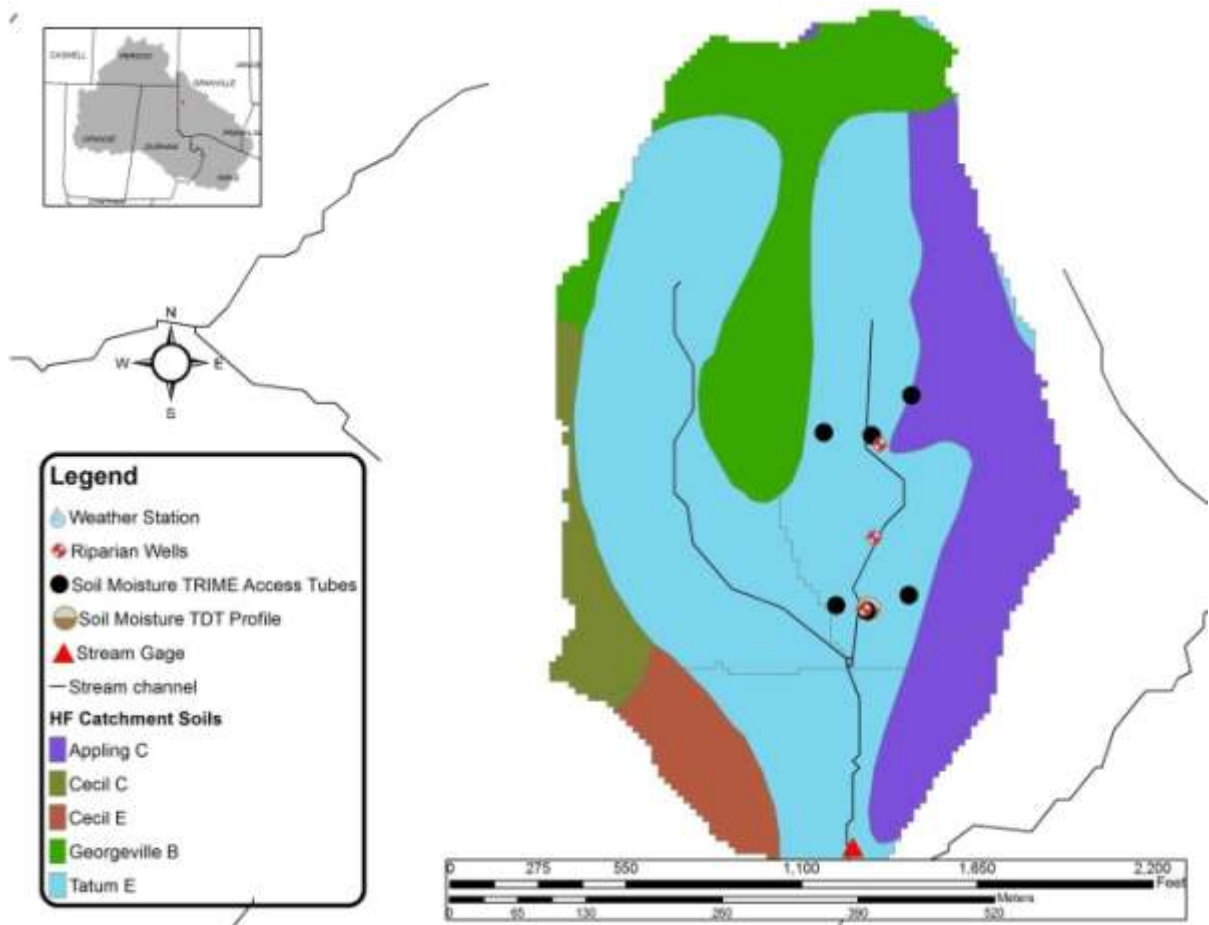 CASWELL
PERSON
GRANVILLE
ORANGE
DURHAM
WAKE
N
W
E
S
Legend
Weather Station
Riparian Wells
Soil Moisture TRIME Access Tubes
Soil Moisture TDT Profile
Stream Gage
Stream channel
HF Catchment Soils
Appling C
Cecil C
Cecil E
Georgeville B
Tatum E
0 275 550 1,100 1,650 2,200
Feet
Meters
0 65 130 260 390 520